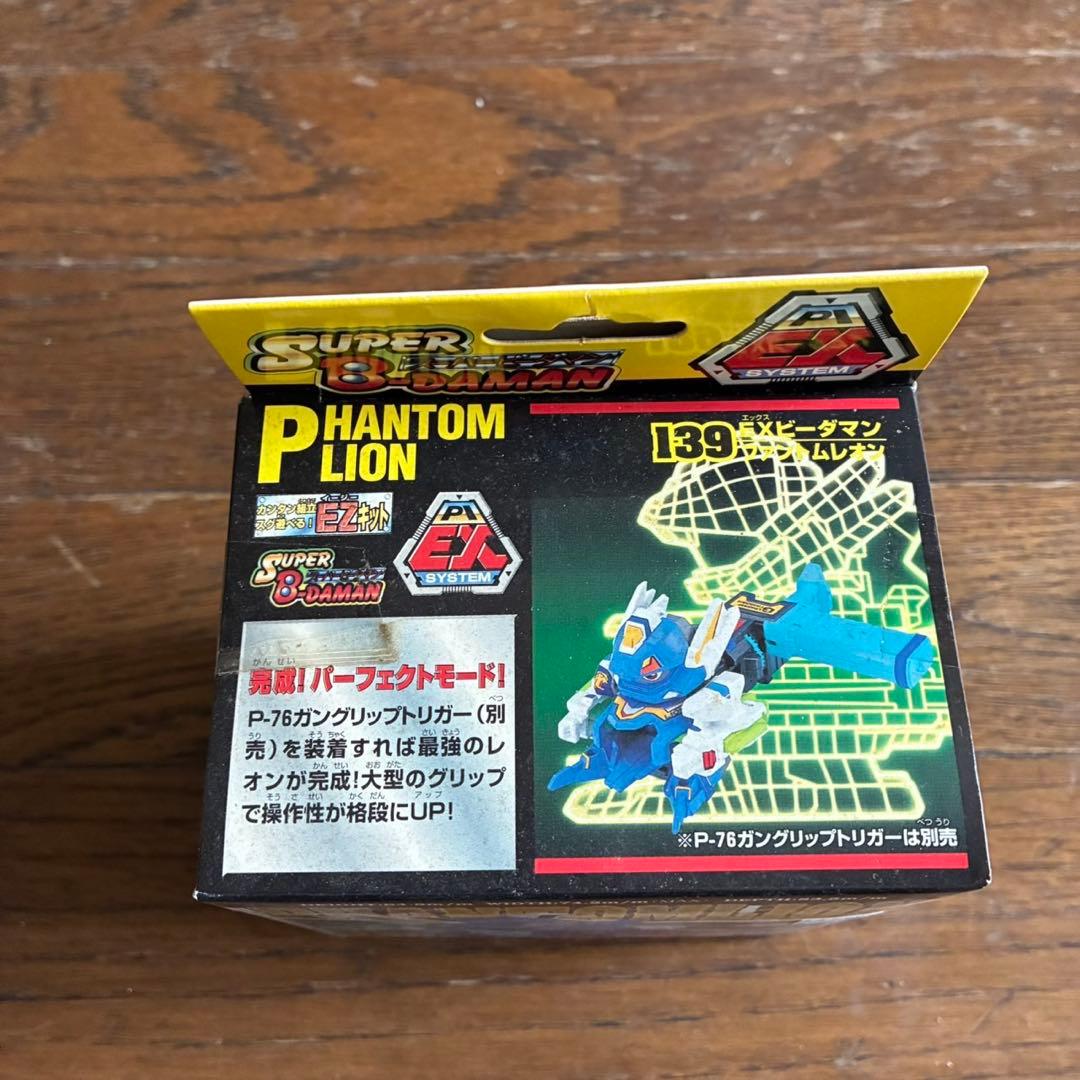 SUPER
B-DAMAN
スーパービーダマン
PI
EX
SYSTEM
PHANTOM
LION
カンタン組立
スグ遊べる!
イージー
EZキット
PI
EX
SYSTEM
SUPER
B-DAMAN
スーパービーダマン
かん せい
完成! パーフェクトモード!
べつ
P-76ガングリップトリガー(別
うり そう ちゃく さい きょう
売)を装着すれば最強のレ
かん せい おお がた
オンが完成!大型のグリップ
そう さ せい かく だん アップ
で操作性が格段にUP!
エックス
139 EXビーダマン
ファントムレオン
べつ うり
※P-76ガングリップトリガーは別売